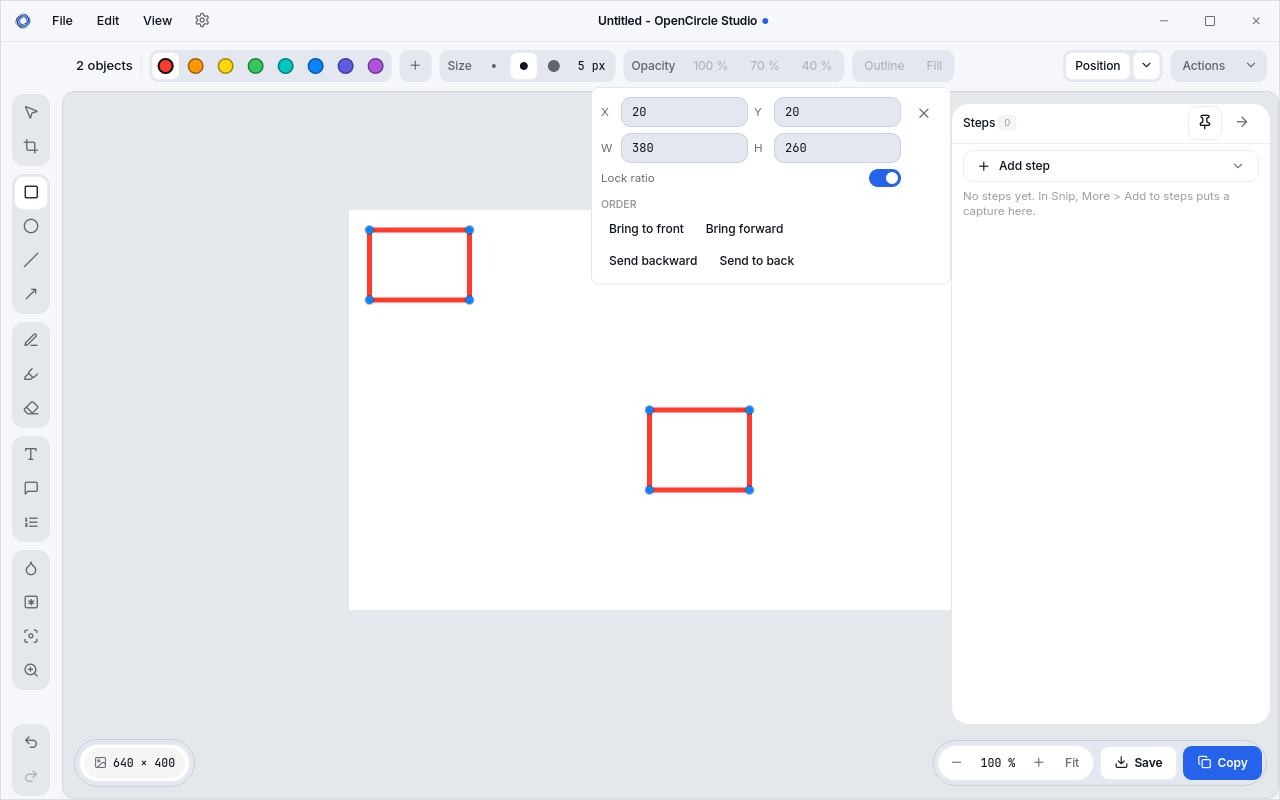 File Edit View
Untitled - OpenCircle Studio
2 objects
Size 5 px
Opacity 100 % 70 % 40 %
Outline Fill
Position
Actions
X 20 Y 20
W 380 H 260
Lock ratio
ORDER
Bring to front Bring forward
Send backward Send to back
Steps 0
Add step
No steps yet. In Snip, More > Add to steps puts a
capture here.
640 × 400
100 % Fit
Save
Copy